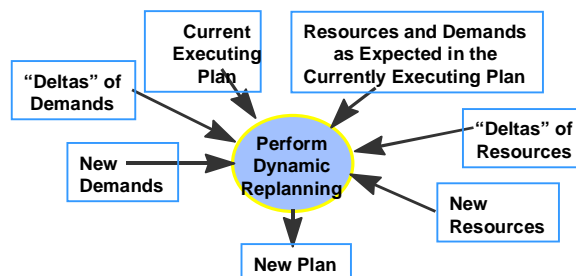 Current
Executing
Plan
Resources and Demands
as Expected in the
Currently Executing Plan
“Deltas” of
Demands
“Deltas” of
Resources
Perform
Dynamic
Replanning
New
Demands
New
Resources
New Plan